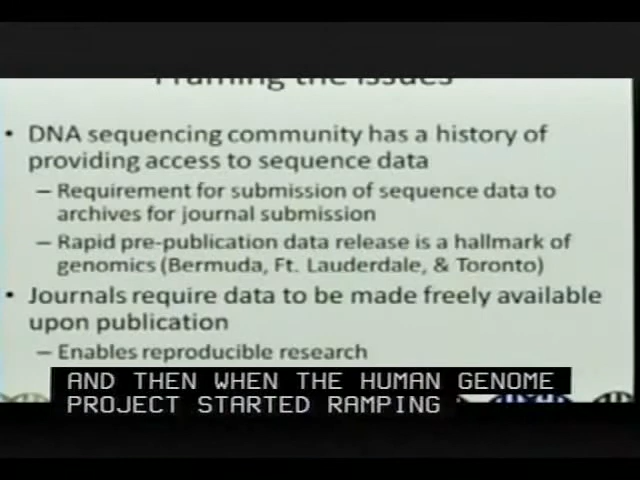 Framing the Issues
• DNA sequencing community has a history of
providing access to sequence data
– Requirement for submission of sequence data to
archives for journal submission
– Rapid pre-publication data release is a hallmark of
genomics (Bermuda, Ft. Lauderdale, & Toronto)
• Journals require data to be made freely available
upon publication
– Enables reproducible research
AND THEN WHEN THE HUMAN GENOME
PROJECT STARTED RAMPING